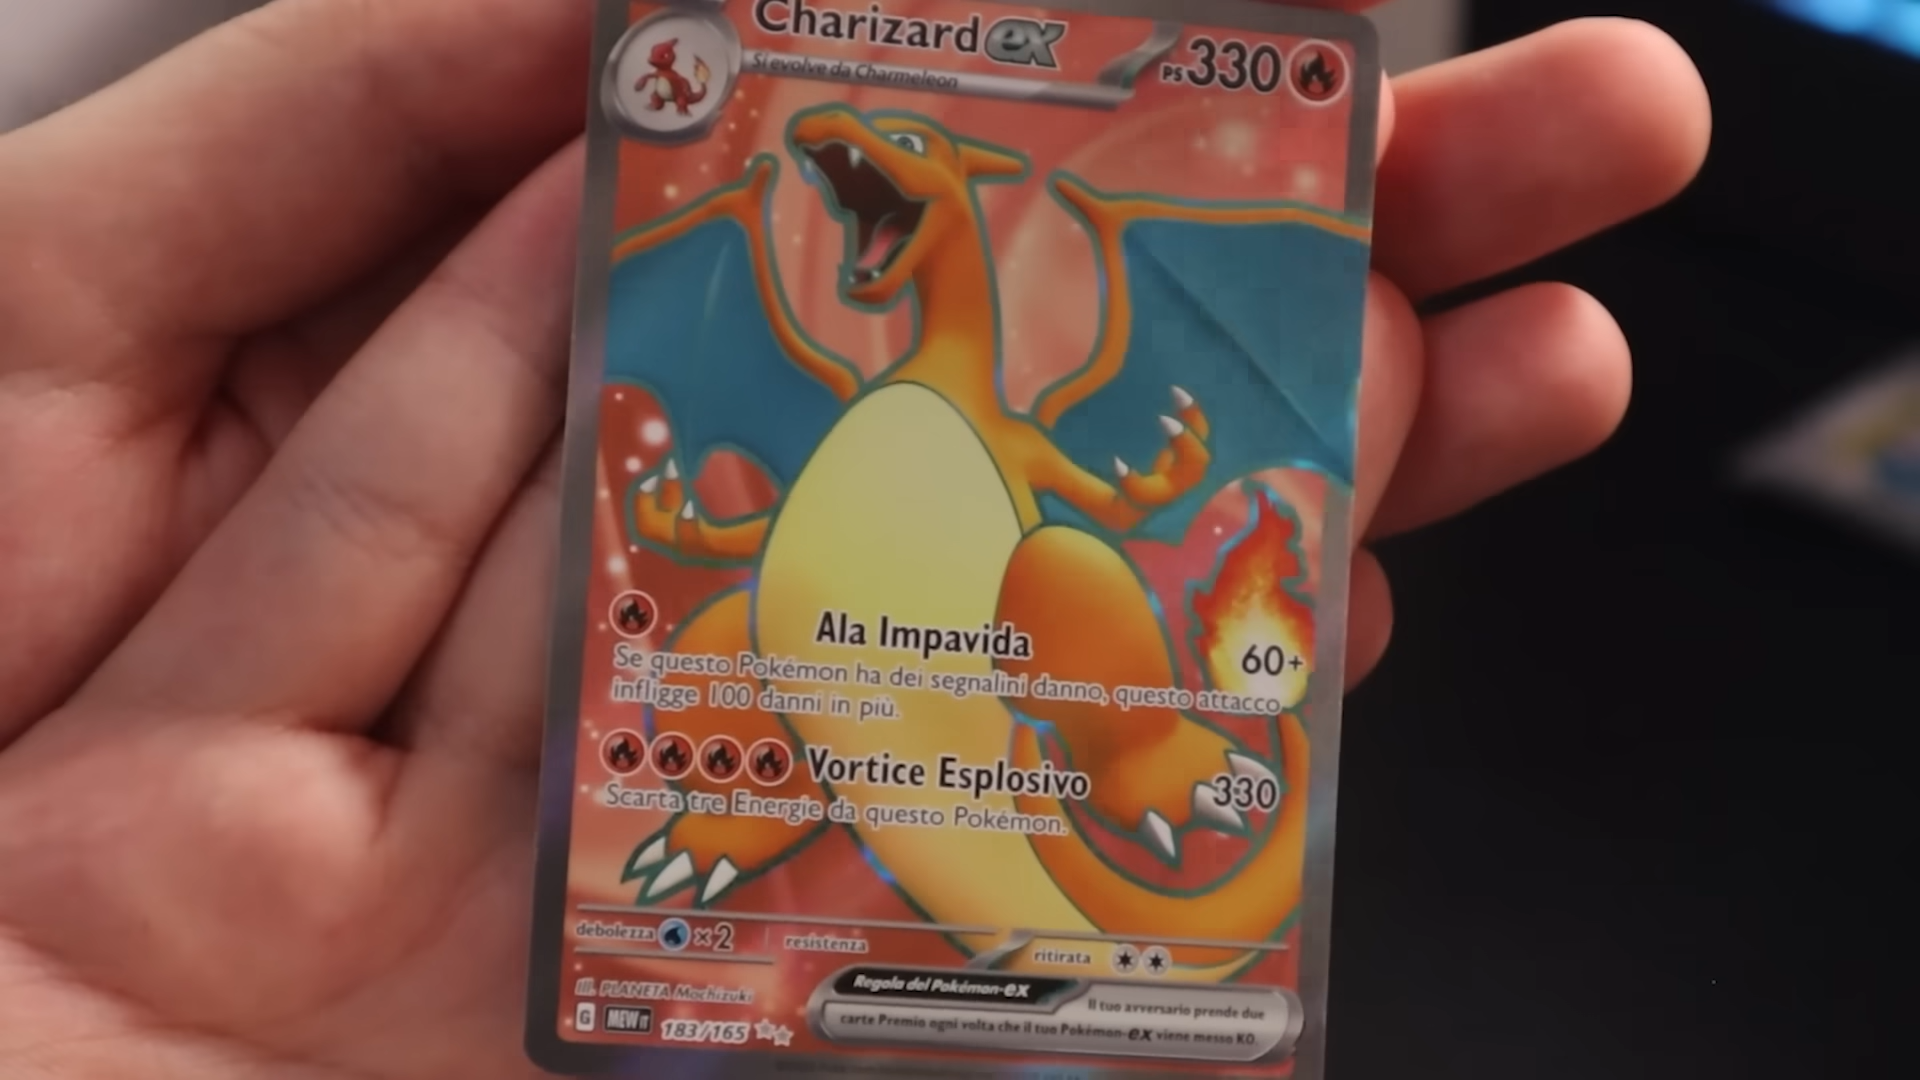 Charizard ex
PS 330
Si evolve da Charmeleon
Ala Impavida
60+
Se questo Pokémon ha dei segnalini danno, questo attacco
infligge 100 danni in più.
Vortice Esplosivo
330
Scarta tre Energie da questo Pokémon.
debolezza ×2 resistenza ritirata
Ill. PLANETA Mochizuki
G MEW IT 183/165
Regola dei Pokémon-ex
Il tuo avversario prende due
carte Premio ogni volta che il tuo Pokémon-ex viene messo KO.